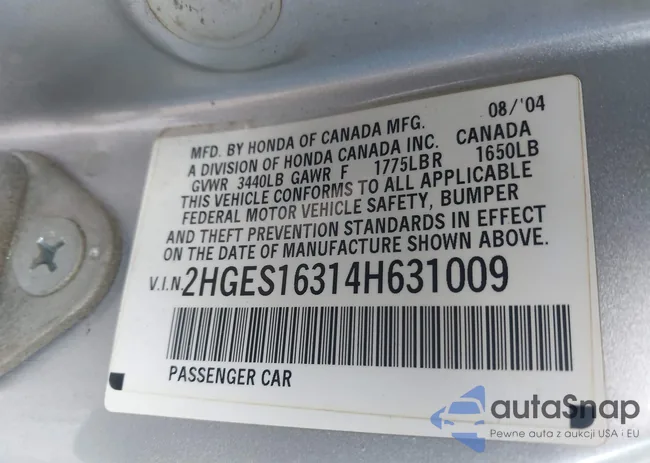 08/'04
MFD. BY HONDA OF CANADA MFG.
A DIVISION OF HONDA CANADA INC. CANADA
GVWR 3440LB GAWR F 1775LBR 1650LB
THIS VEHICLE CONFORMS TO ALL APPLICABLE
FEDERAL MOTOR VEHICLE SAFETY, BUMPER
AND THEFT PREVENTION STANDARDS IN EFFECT
ON THE DATE OF MANUFACTURE SHOWN ABOVE.
V.I.N.2HGES16314H631009
PASSENGER CAR
autaSnap
Pewne auta z aukcji USA i EU